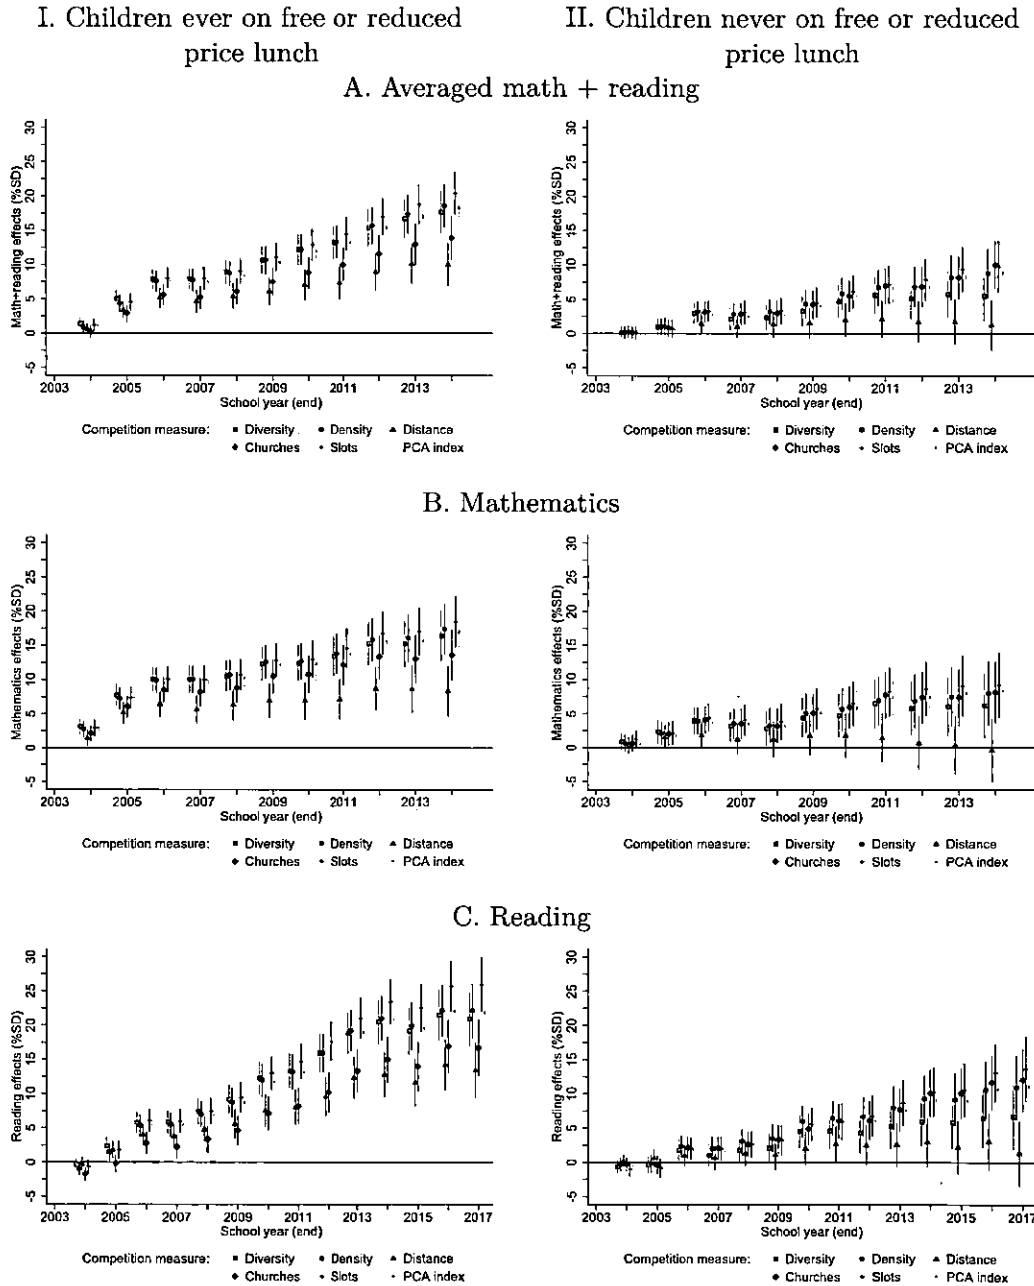 I. Children ever on free or reduced
price lunch
II. Children never on free or reduced
price lunch
A. Averaged math + reading
Math+reading effects (%SD)
30
25
20
15
10
5
0
-5
2003 2005 2007 2009 2011 2013
School year (end)
Competition measure: Diversity Density Distance
Churches Slots PCA index
Math+reading effects (%SD)
30
25
20
15
10
5
0
-5
2003 2005 2007 2009 2011 2013
School year (end)
Competition measure: Diversity Density Distance
Churches Slots PCA index
B. Mathematics
Mathematics effects (%SD)
30
25
20
15
10
5
0
-5
2003 2005 2007 2009 2011 2013
School year (end)
Competition measure: Diversity Density Distance
Churches Slots PCA index
Mathematics effects (%SD)
30
25
20
15
10
5
0
-5
2003 2005 2007 2009 2011 2013
School year (end)
Competition measure: Diversity Density Distance
Churches Slots PCA index
C. Reading
Reading effects (%SD)
30
25
20
15
10
5
0
-5
2003 2005 2007 2009 2011 2013 2015 2017
School year (end)
Competition measure: Diversity Density Distance
Churches Slots PCA index
Reading effects (%SD)
30
25
20
15
10
5
0
-5
2003 2005 2007 2009 2011 2013 2015 2017
School year (end)
Competition measure: Diversity Density Distance
Churches Slots PCA index